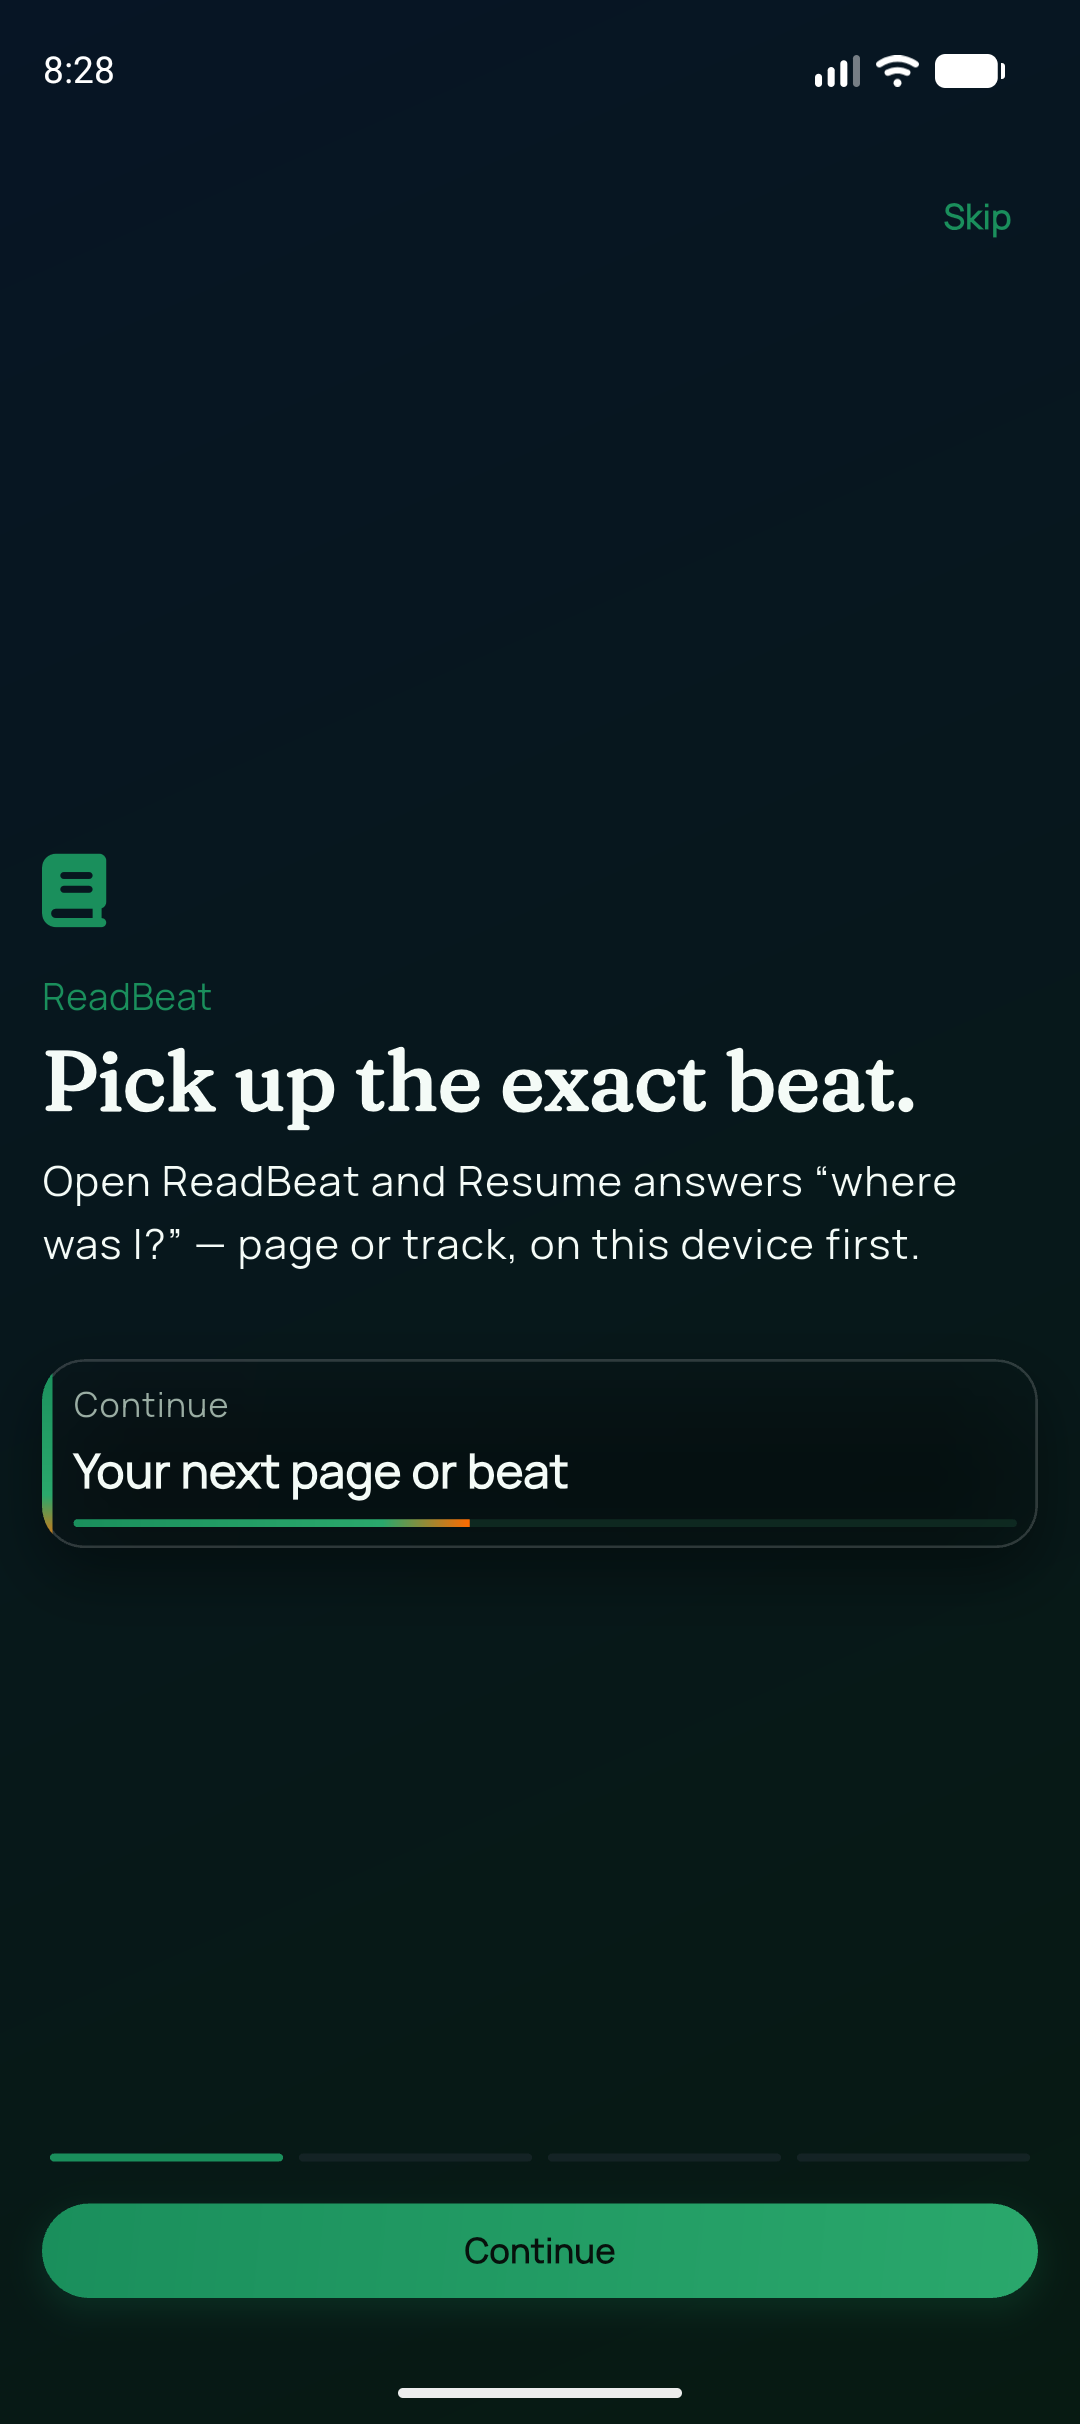 8:28
Skip
ReadBeat
Pick up the exact beat.
Open ReadBeat and Resume answers “where
was I?” — page or track, on this device first.
Continue
Your next page or beat
Continue